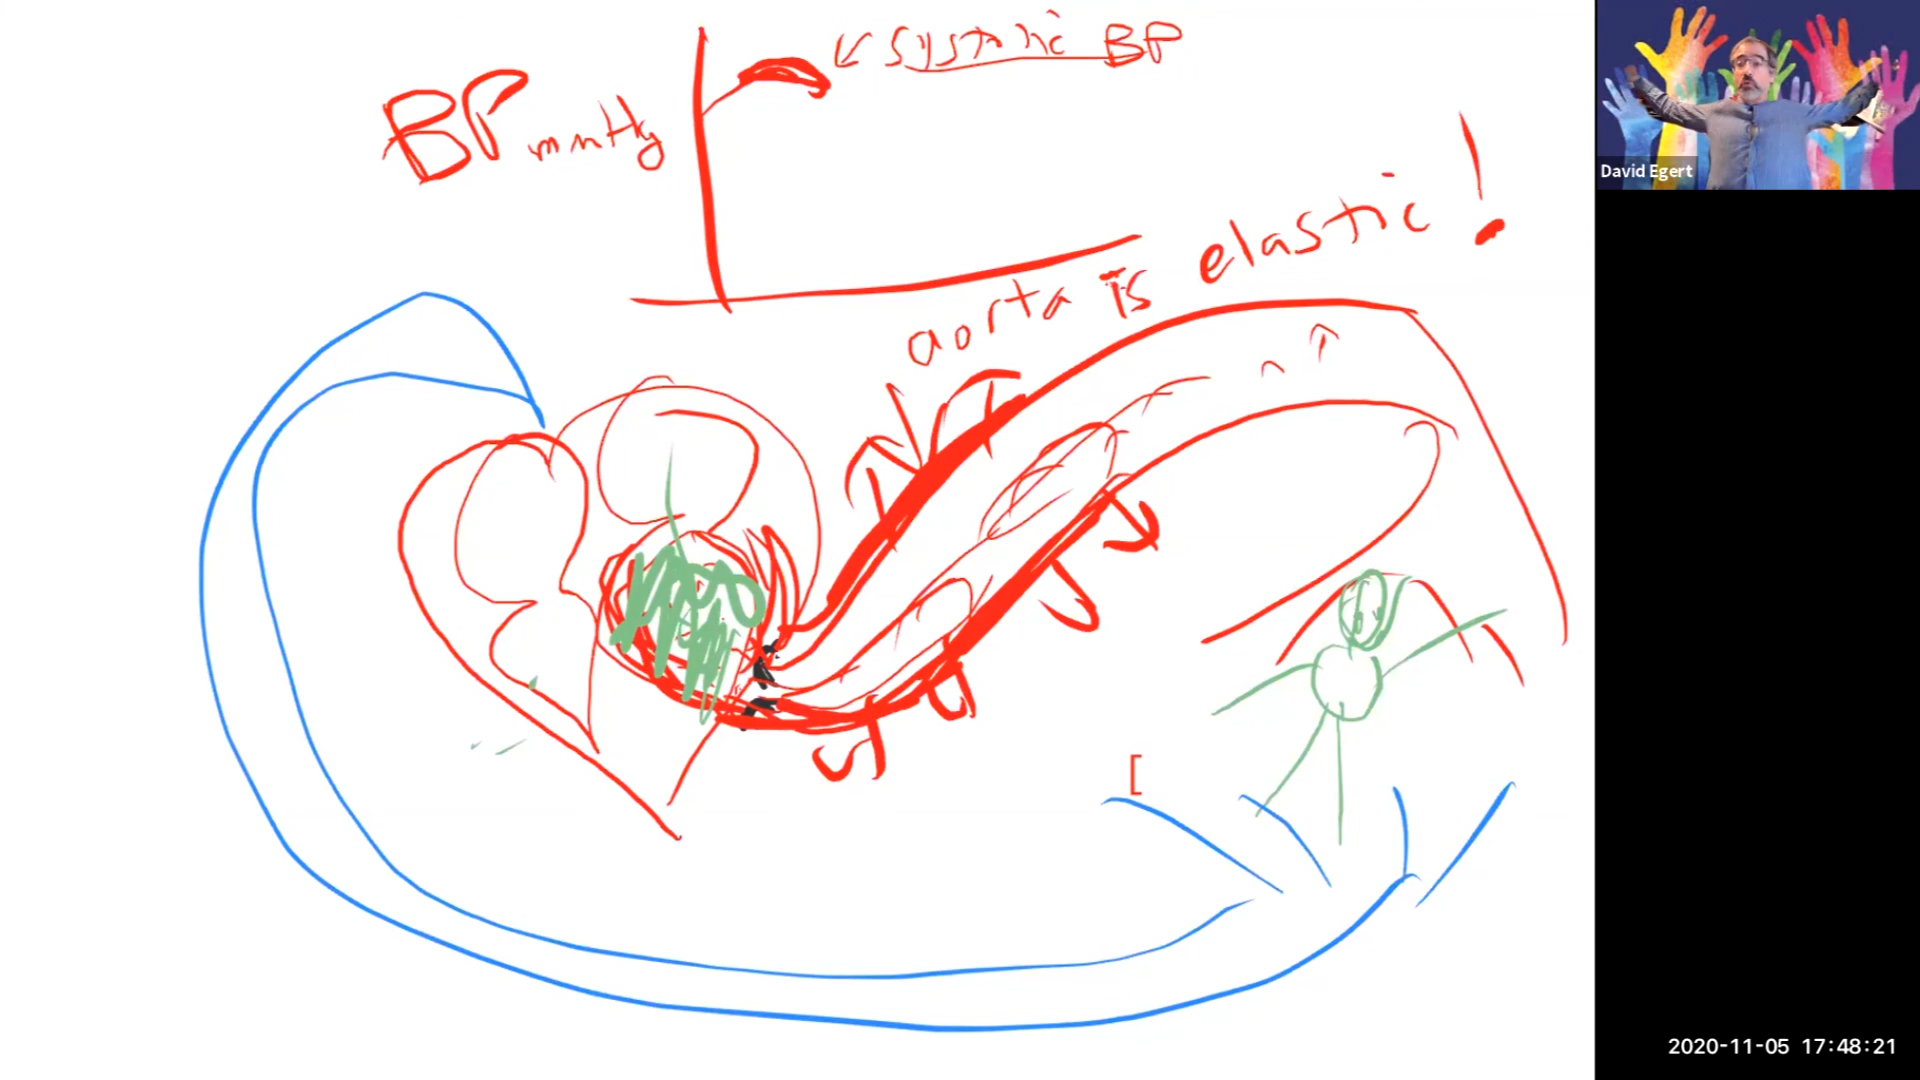 ↙ Systolic BP
BP mmHg
aorta is elastic!
[
David Egert
2020-11-05 17:48:21